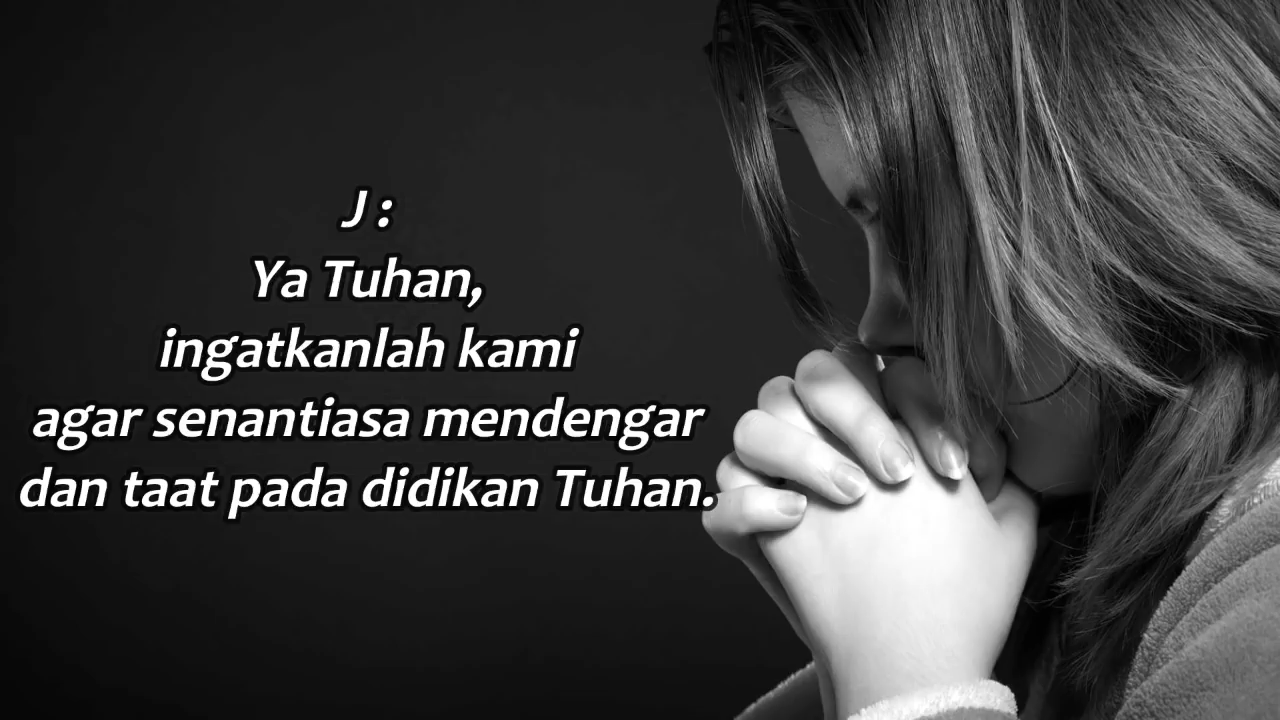 J :
Ya Tuhan,
ingatkanlah kami
agar senantiasa mendengar
dan taat pada didikan Tuhan.